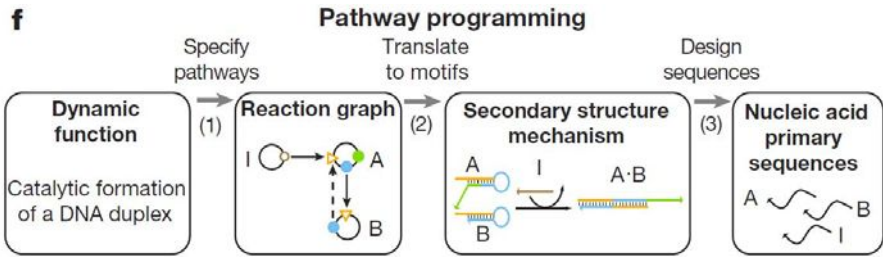 f
Pathway programming
Specify
pathways
(1)
Translate
to motifs
(2)
Design
sequences
(3)
Dynamic
function
Catalytic formation
of a DNA duplex
Reaction graph
I
A
B
Secondary structure
mechanism
A
I
A·B
B
Nucleic acid
primary
sequences
A
B
I